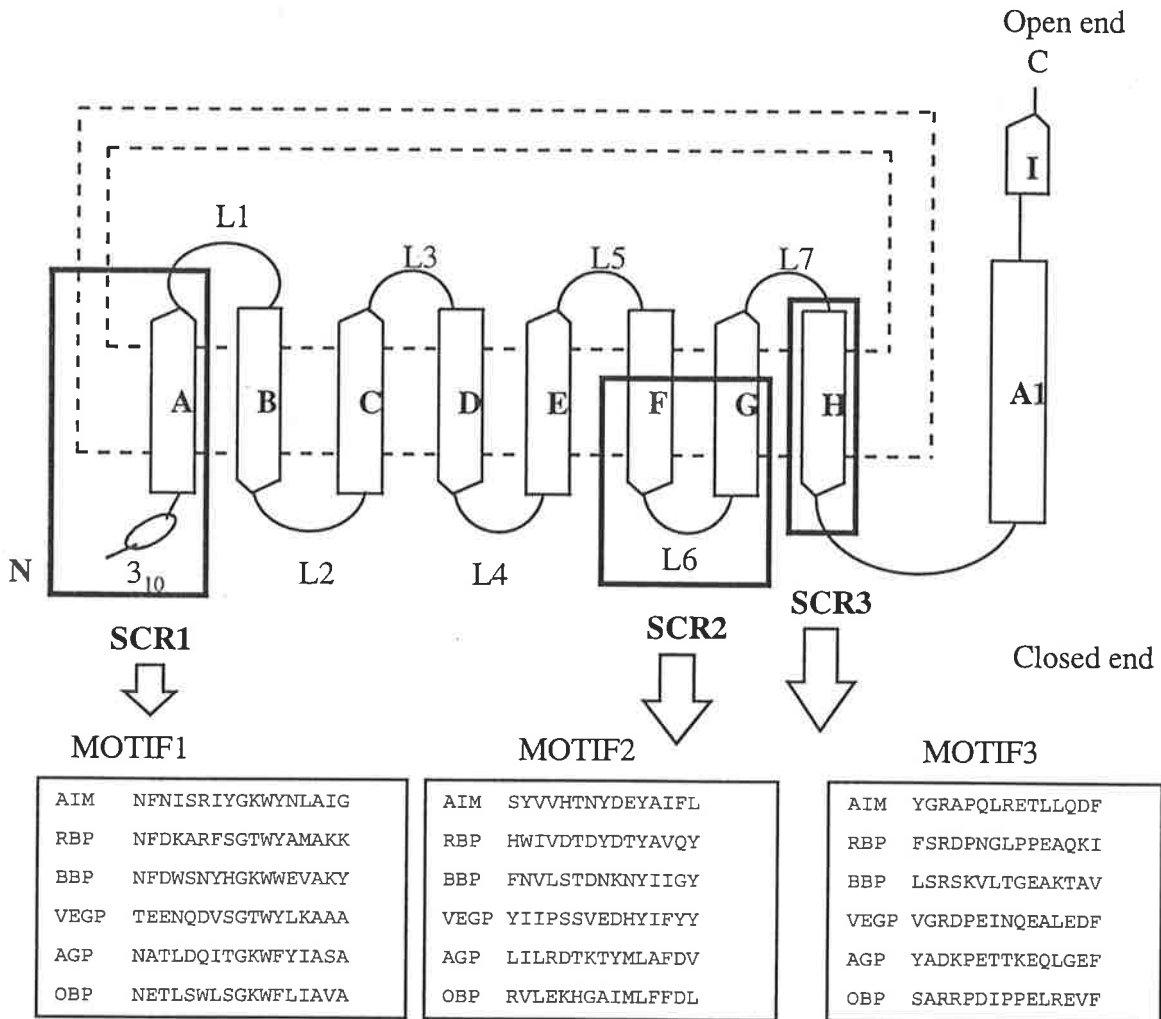 Open end
C
I
L1
L3
L5
L7
A
B
C
D
E
F
G
H
A1
N
3₁₀
L2
L4
L6
SCR1
SCR2
SCR3
Closed end
MOTIF1
AIM NFNISRIYGKWYNLAIG
RBP NFDKARFSGTWYAMAKK
BBP NFDWSNYHGKWWEVAKY
VEGP TEENQDVSGTWYLKAAA
AGP NATLDQITGKWFYIASA
OBP NETLSWLSGKWFLIAVA
MOTIF2
AIM SYVVHTNYDEYAIFL
RBP HWIVDTDYDTYAVQY
BBP FNVLSTDNKNYIIGY
VEGP YIIPSSVEDHYIFYY
AGP LILRDTKTYMLAFDV
OBP RVLEKHGAIMLFFDL
MOTIF3
AIM YGRAPQLRETLLQDF
RBP FSRDPNGLPPEAQKI
BBP LSRSKVLTGEAKTAV
VEGP VGRDPEINQEALEDF
AGP YADKPETTKEQLGEF
OBP SARRPDIPPELREVF